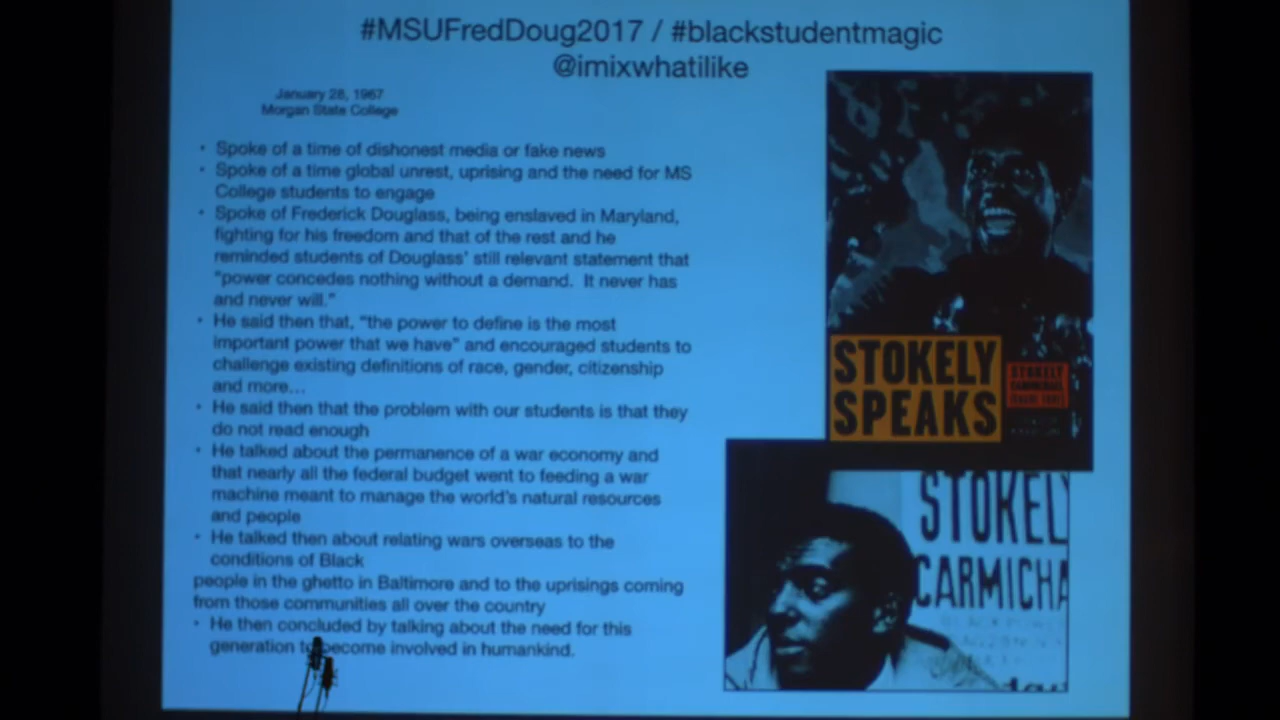 #MSUFredDoug2017 / #blackstudentmagic
@imixwhatilike
January 28, 1967
Morgan State College
• Spoke of a time of dishonest media or fake news
• Spoke of a time global unrest, uprising and the need for MS
College students to engage
• Spoke of Frederick Douglass, being enslaved in Maryland,
fighting for his freedom and that of the rest and he
reminded students of Douglass' still relevant statement that
"power concedes nothing without a demand. It never has
and never will."
• He said then that, "the power to define is the most
important power that we have" and encouraged students to
challenge existing definitions of race, gender, citizenship
and more...
• He said then that the problem with our students is that they
do not read enough
• He talked about the permanence of a war economy and
that nearly all the federal budget went to feeding a war
machine meant to manage the world's natural resources
and people
• He talked then about relating wars overseas to the
conditions of Black
people in the ghetto in Baltimore and to the uprisings coming
from those communities all over the country
• He then concluded by talking about the need for this
generation to become involved in humankind.
STOKELY
SPEAKS
STOKELY
CARMICHAEL
STOKEL
CARMICHA